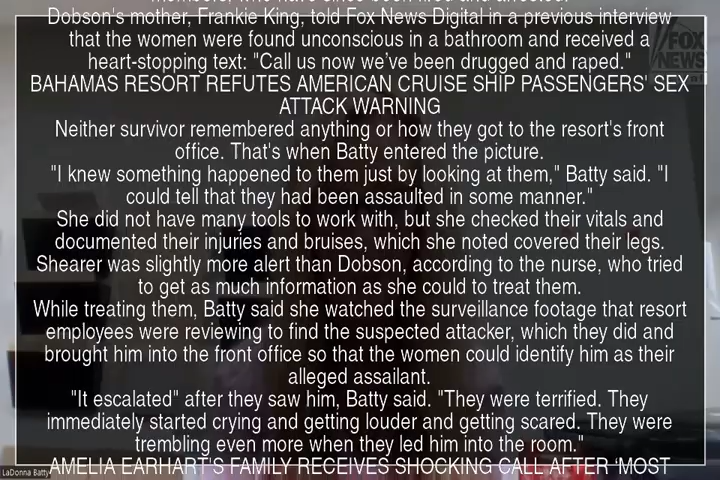 Dobson's mother, Frankie King, told Fox News Digital in a previous interview
that the women were found unconscious in a bathroom and received a
heart-stopping text: "Call us now we've been drugged and raped."
BAHAMAS RESORT REFUTES AMERICAN CRUISE SHIP PASSENGERS' SEX
ATTACK WARNING
Neither survivor remembered anything or how they got to the resort's front
office. That's when Batty entered the picture.
"I knew something happened to them just by looking at them," Batty said. "I
could tell that they had been assaulted in some manner."
She did not have many tools to work with, but she checked their vitals and
documented their injuries and bruises, which she noted covered their legs.
Shearer was slightly more alert than Dobson, according to the nurse, who tried
to get as much information as she could to treat them.
While treating them, Batty said she watched the surveillance footage that resort
employees were reviewing to find the suspected attacker, which they did and
brought him into the front office so that the women could identify him as their
alleged assailant.
"It escalated" after they saw him, Batty said. "They were terrified. They
immediately started crying and getting louder and getting scared. They were
trembling even more when they led him into the room."
AMELIA EARHART'S FAMILY RECEIVES SHOCKING CALL AFTER 'MOST
LaDonna Batty
FOX
NEWS